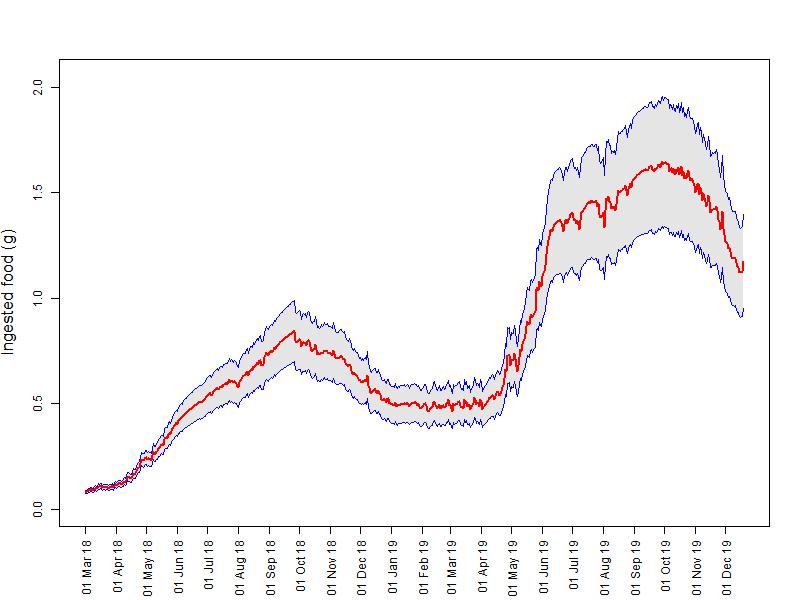 Ingested food (g)
2.0
1.5
1.0
0.5
0.0
01 Mar 18
01 Apr 18
01 May 18
01 Jun 18
01 Jul 18
01 Aug 18
01 Sep 18
01 Oct 18
01 Nov 18
01 Dec 18
01 Jan 19
01 Feb 19
01 Mar 19
01 Apr 19
01 May 19
01 Jun 19
01 Jul 19
01 Aug 19
01 Sep 19
01 Oct 19
01 Nov 19
01 Dec 19